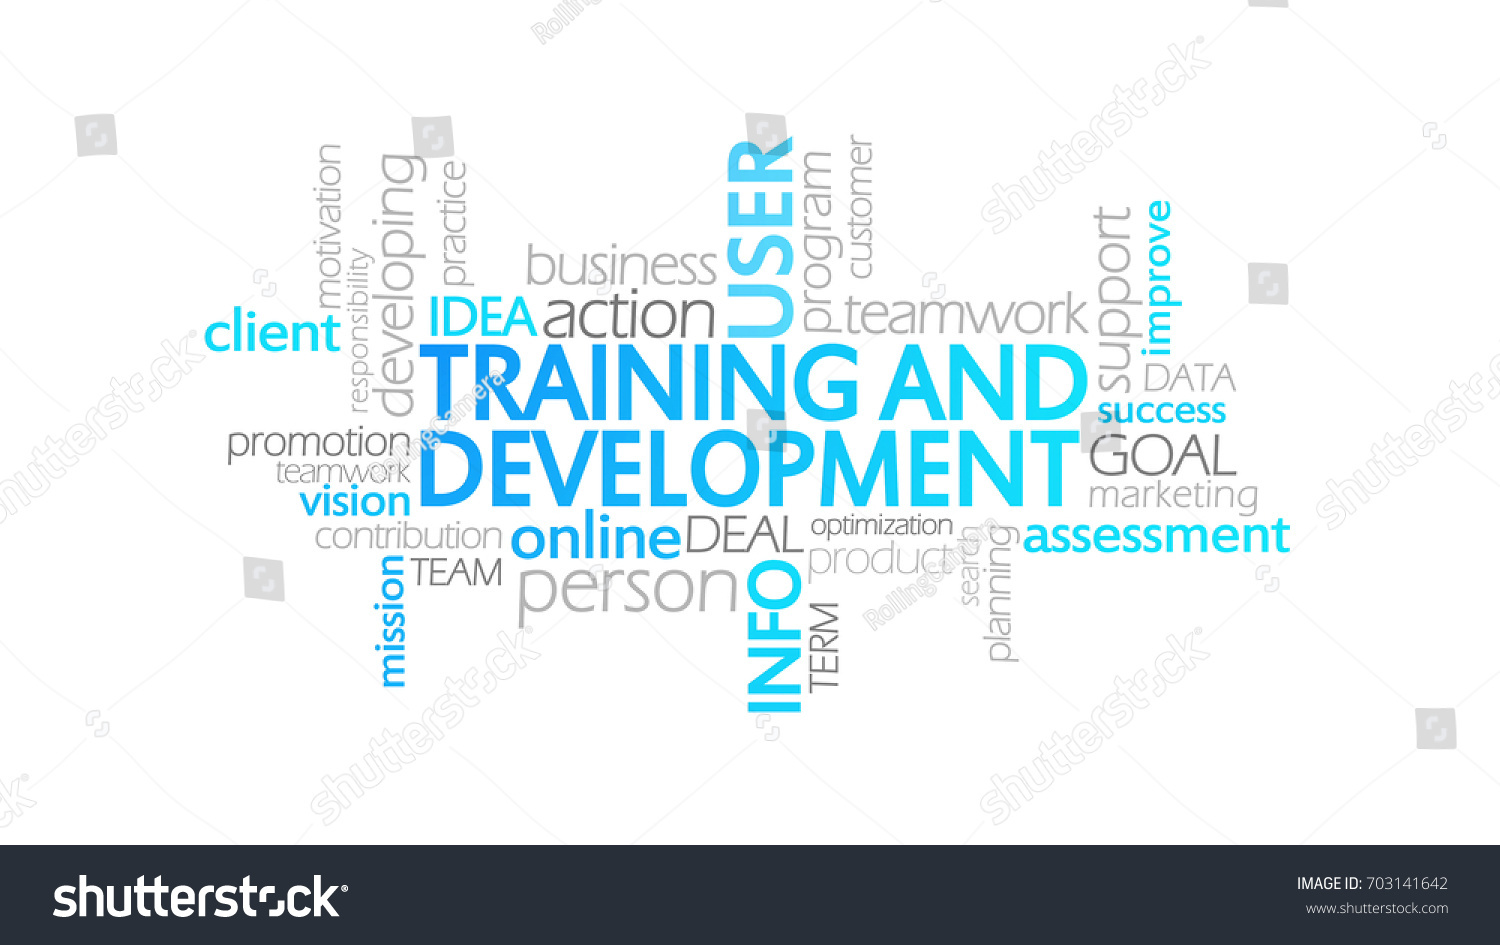 motivation
responsibility
developing
practice
client
business
IDEA
action
USER
program
customer
teamwork
support
improve
DATA
success
TRAINING AND
DEVELOPMENT
promotion
teamwork
vision
contribution
mission
TEAM
online
DEAL
person
INFO
TERM
optimization
product
search
planning
GOAL
marketing
assessment
shutterstock
RollingCamera
shutterstock
IMAGE ID: 703141642
www.shutterstock.com